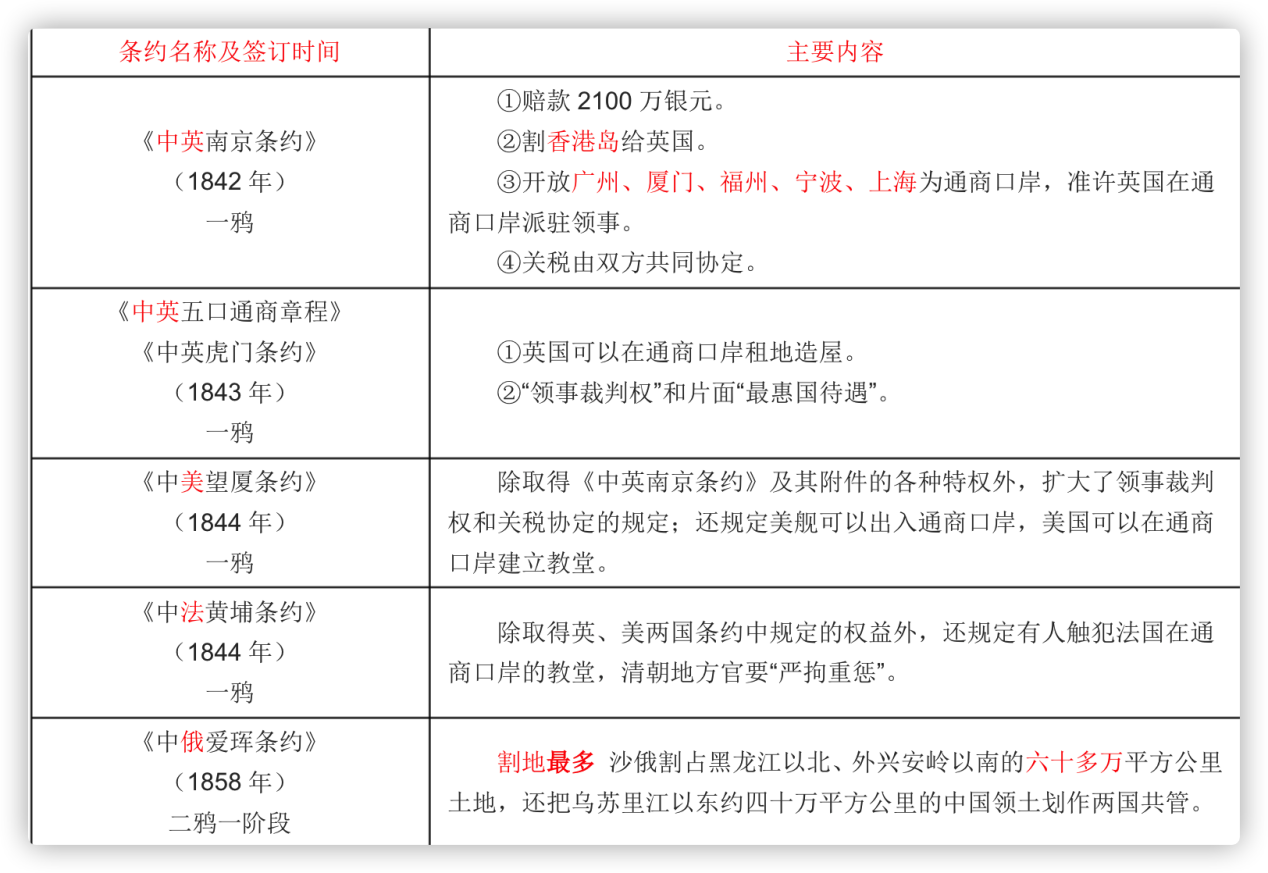 条约名称及签订时间
主要内容
《中英南京条约》
（1842 年）
一鸦
①赔款 2100 万银元。
②割香港岛给英国。
③开放广州、厦门、福州、宁波、上海为通商口岸，准许英国在通
商口岸派驻领事。
④关税由双方共同协定。
《中英五口通商章程》
《中英虎门条约》
（1843 年）
一鸦
①英国可以在通商口岸租地造屋。
②“领事裁判权”和片面“最惠国待遇”。
《中美望厦条约》
（1844 年）
一鸦
除取得《中英南京条约》及其附件的各种特权外，扩大了领事裁判
权和关税协定的规定；还规定美舰可以出入通商口岸，美国可以在通商
口岸建立教堂。
《中法黄埔条约》
（1844 年）
一鸦
除取得英、美两国条约中规定的权益外，还规定有人触犯法国在通
商口岸的教堂，清朝地方官要“严拘重惩”。
《中俄爱珲条约》
（1858 年）
二鸦一阶段
割地最多 沙俄割占黑龙江以北、外兴安岭以南的六十多万平方公里
土地，还把乌苏里江以东约四十万平方公里的中国领土划作两国共管。